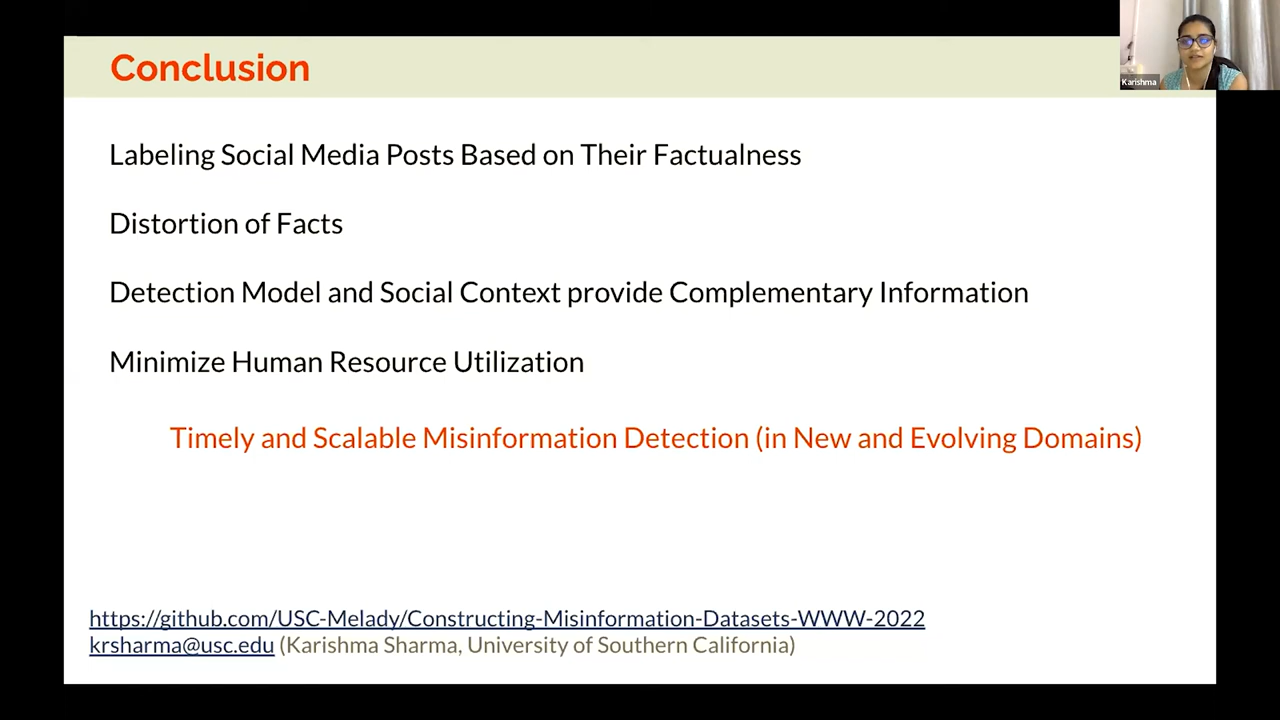 Conclusion
Karishma
Labeling Social Media Posts Based on Their Factualness
Distortion of Facts
Detection Model and Social Context provide Complementary Information
Minimize Human Resource Utilization
Timely and Scalable Misinformation Detection (in New and Evolving Domains)
https://github.com/USC-Melady/Constructing-Misinformation-Datasets-WWW-2022
krsharma@usc.edu (Karishma Sharma, University of Southern California)